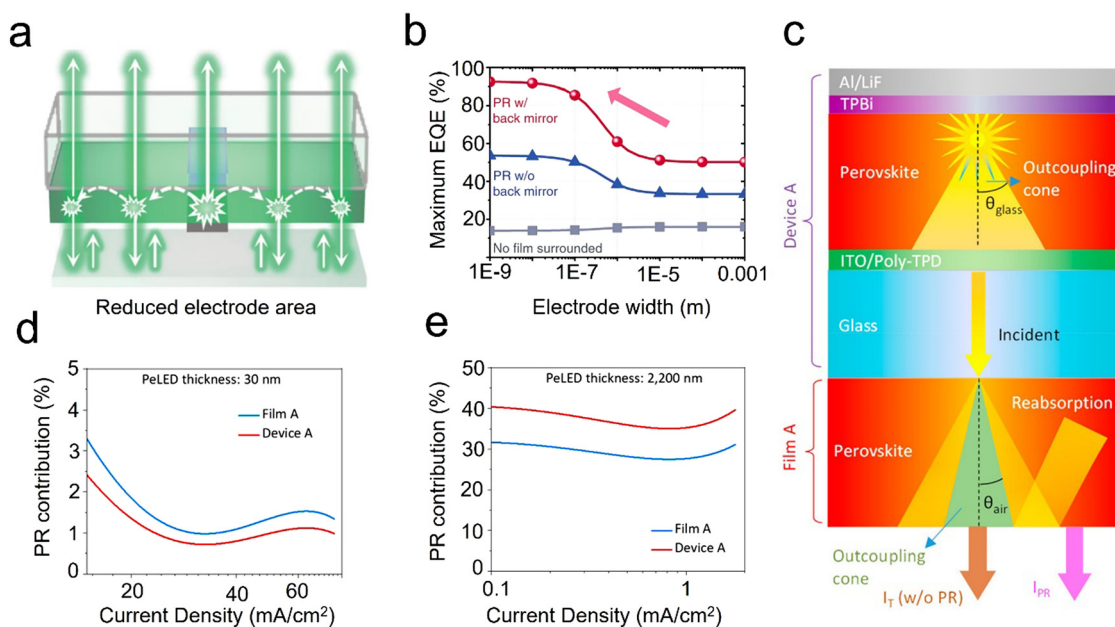 a
Reduced electrode area
b
Maximum EQE (%)
100
80
60
40
20
PR w/
back mirror
PR w/o
back mirror
No film surrounded
1E-9 1E-7 1E-5 0.001
Electrode width (m)
c
Device A
Al/LiF
TPBi
Perovskite
Outcoupling
cone
θglass
ITO/Poly-TPD
Glass
Incident
Film A
Reabsorption
Perovskite
θair
Outcoupling
cone
IT (w/o PR)
IPR
d
PR contribution (%)
5
4
3
2
1
0
PeLED thickness: 30 nm
Film A
Device A
20 40 60
Current Density (mA/cm²)
e
PR contribution (%)
50
40
30
20
10
0
PeLED thickness: 2,200 nm
Film A
Device A
0.1 1
Current Density (mA/cm²)